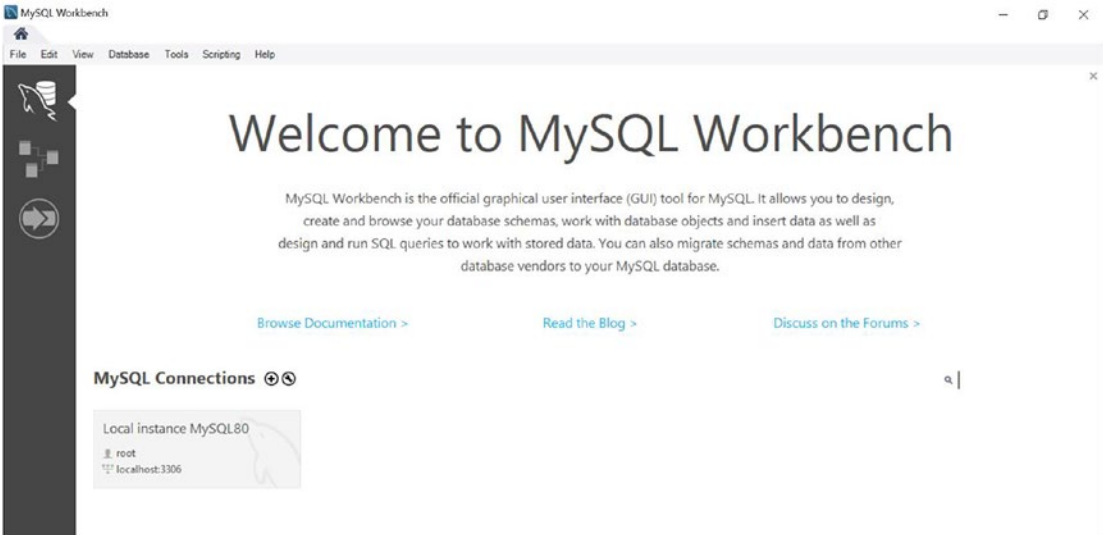 MySQL Workbench
File Edit View Database Tools Scripting Help
Welcome to MySQL Workbench
MySQL Workbench is the official graphical user interface (GUI) tool for MySQL. It allows you to design,
create and browse your database schemas, work with database objects and insert data as well as
design and run SQL queries to work with stored data. You can also migrate schemas and data from other
database vendors to your MySQL database.
Browse Documentation > Read the Blog > Discuss on the Forums >
MySQL Connections
Local instance MySQL80
root
localhost:3306